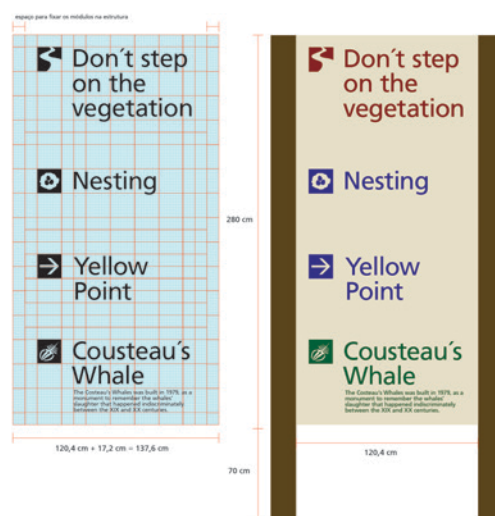 espaço para fixar os módulos na estrutura
Don´t step
on the
vegetation
Nesting
Yellow
Point
Cousteau´s
Whale
The Costeau's Whales was built in 1979, as a
monument to remember the whales'
slaughter that happened indiscriminately
between the XIX and XX centuries.
120,4 cm + 17,2 cm = 137,6 cm
280 cm
70 cm
Don´t step
on the
vegetation
Nesting
Yellow
Point
Cousteau´s
Whale
The Costeau's Whales was built in 1979, as a
monument to remember the whales'
slaughter that happened indiscriminately
between the XIX and XX centuries.
120,4 cm